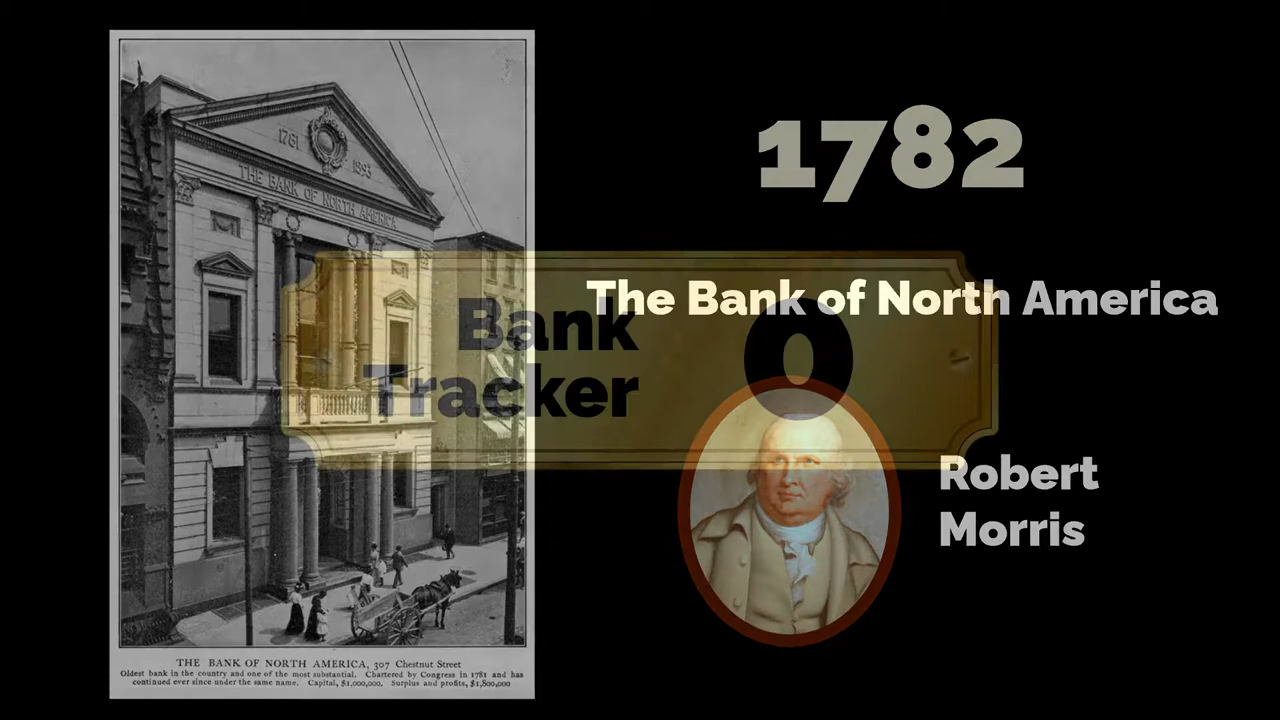 1781
1893
THE BANK OF NORTH AMERICA
THE BANK OF NORTH AMERICA, 307 Chestnut Street
Oldest bank in the country and one of the most substantial. Chartered by Congress in 1781 and has
continued ever since under the same name. Capital, $1,000,000. Surplus and profits, $1,800,000
1782
The Bank of North America
Bank
Tracker
0
Robert
Morris